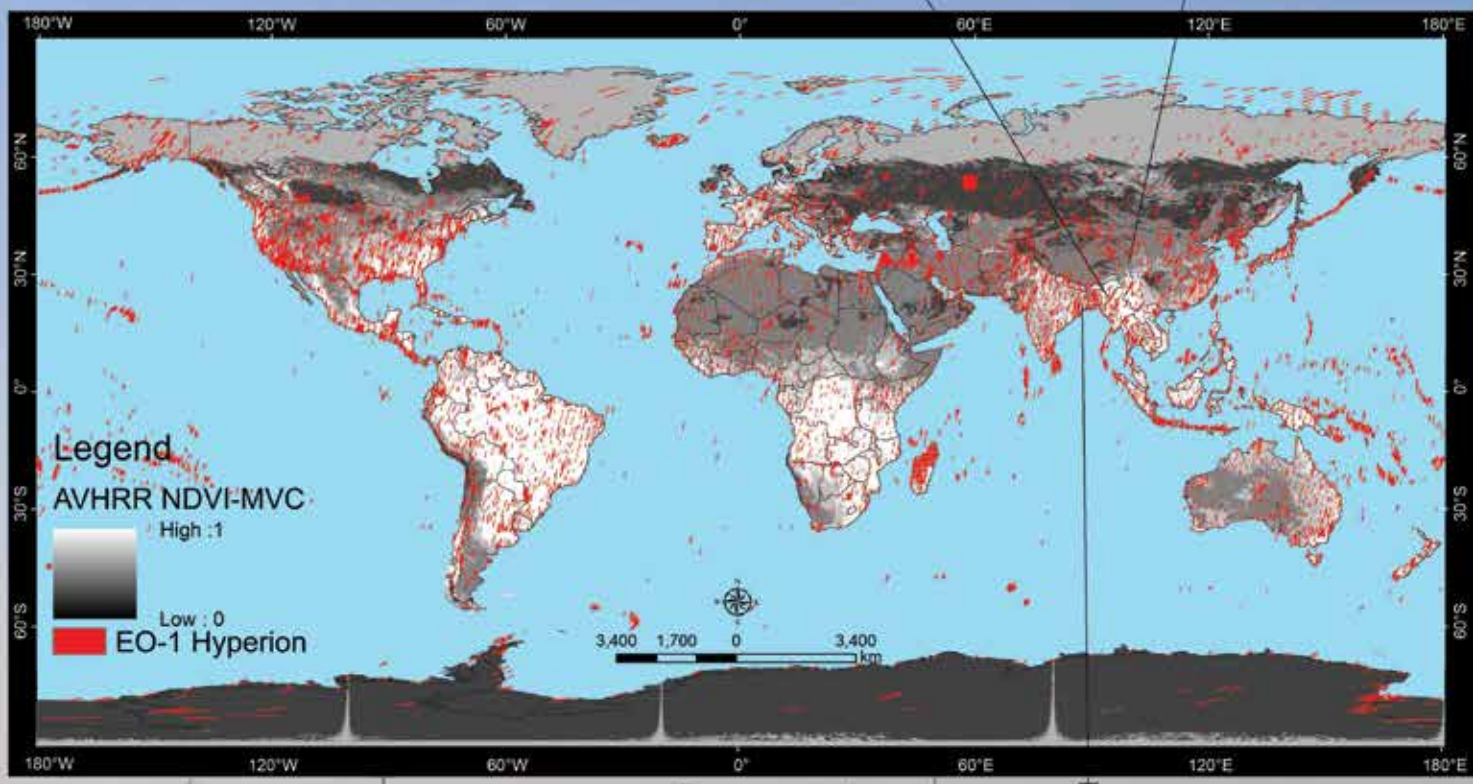 180°W 120°W 60°W 0° 60°E 120°E 180°E
60°N 60°N
30°N 30°N
0° 0°
30°S 30°S
60°S 60°S
Legend
AVHRR NDVI-MVC
High :1
Low : 0
EO-1 Hyperion
N
3,400 1,700 0 3,400
km
180°W 120°W 60°W 0° 60°E 120°E 180°E